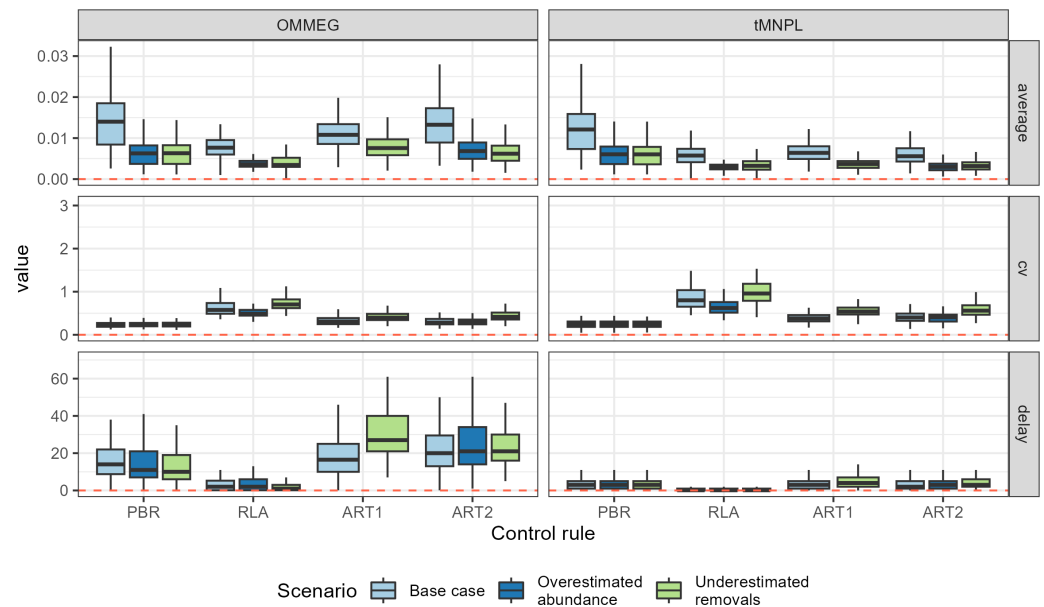 OMMEG
tMNPL
0.03
0.02
0.01
0.00
average
3
2
1
0
cv
60
40
20
0
delay
value
PBR
RLA
ART1
ART2
PBR
RLA
ART1
ART2
Control rule
Scenario
Base case
Overestimated
abundance
Underestimated
removals